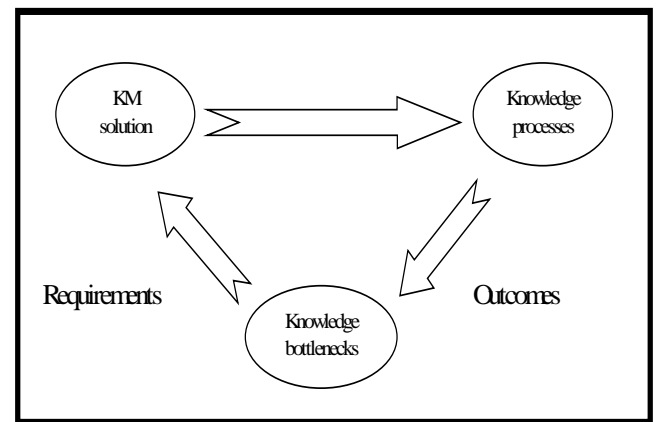 KM
solution
Knowledge
processes
Requirements
Outcomes
Knowledge
bottlenecks